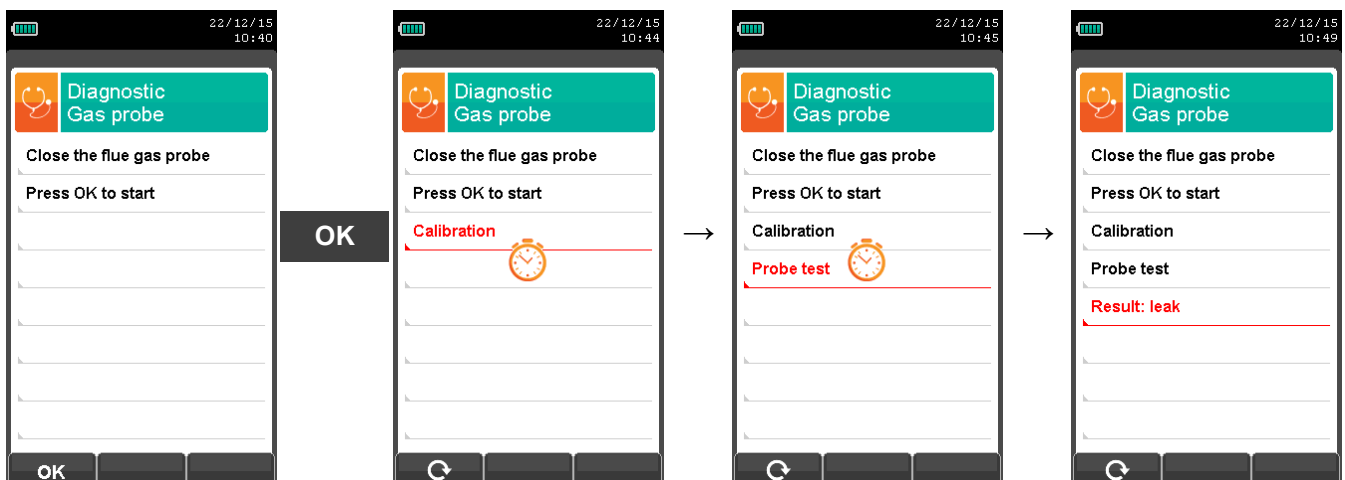 22/12/15
10:40
Diagnostic
Gas probe
Close the flue gas probe
Press OK to start
OK
OK
22/12/15
10:44
Diagnostic
Gas probe
Close the flue gas probe
Press OK to start
Calibration
→
22/12/15
10:45
Diagnostic
Gas probe
Close the flue gas probe
Press OK to start
Calibration
Probe test
→
22/12/15
10:49
Diagnostic
Gas probe
Close the flue gas probe
Press OK to start
Calibration
Probe test
Result: leak